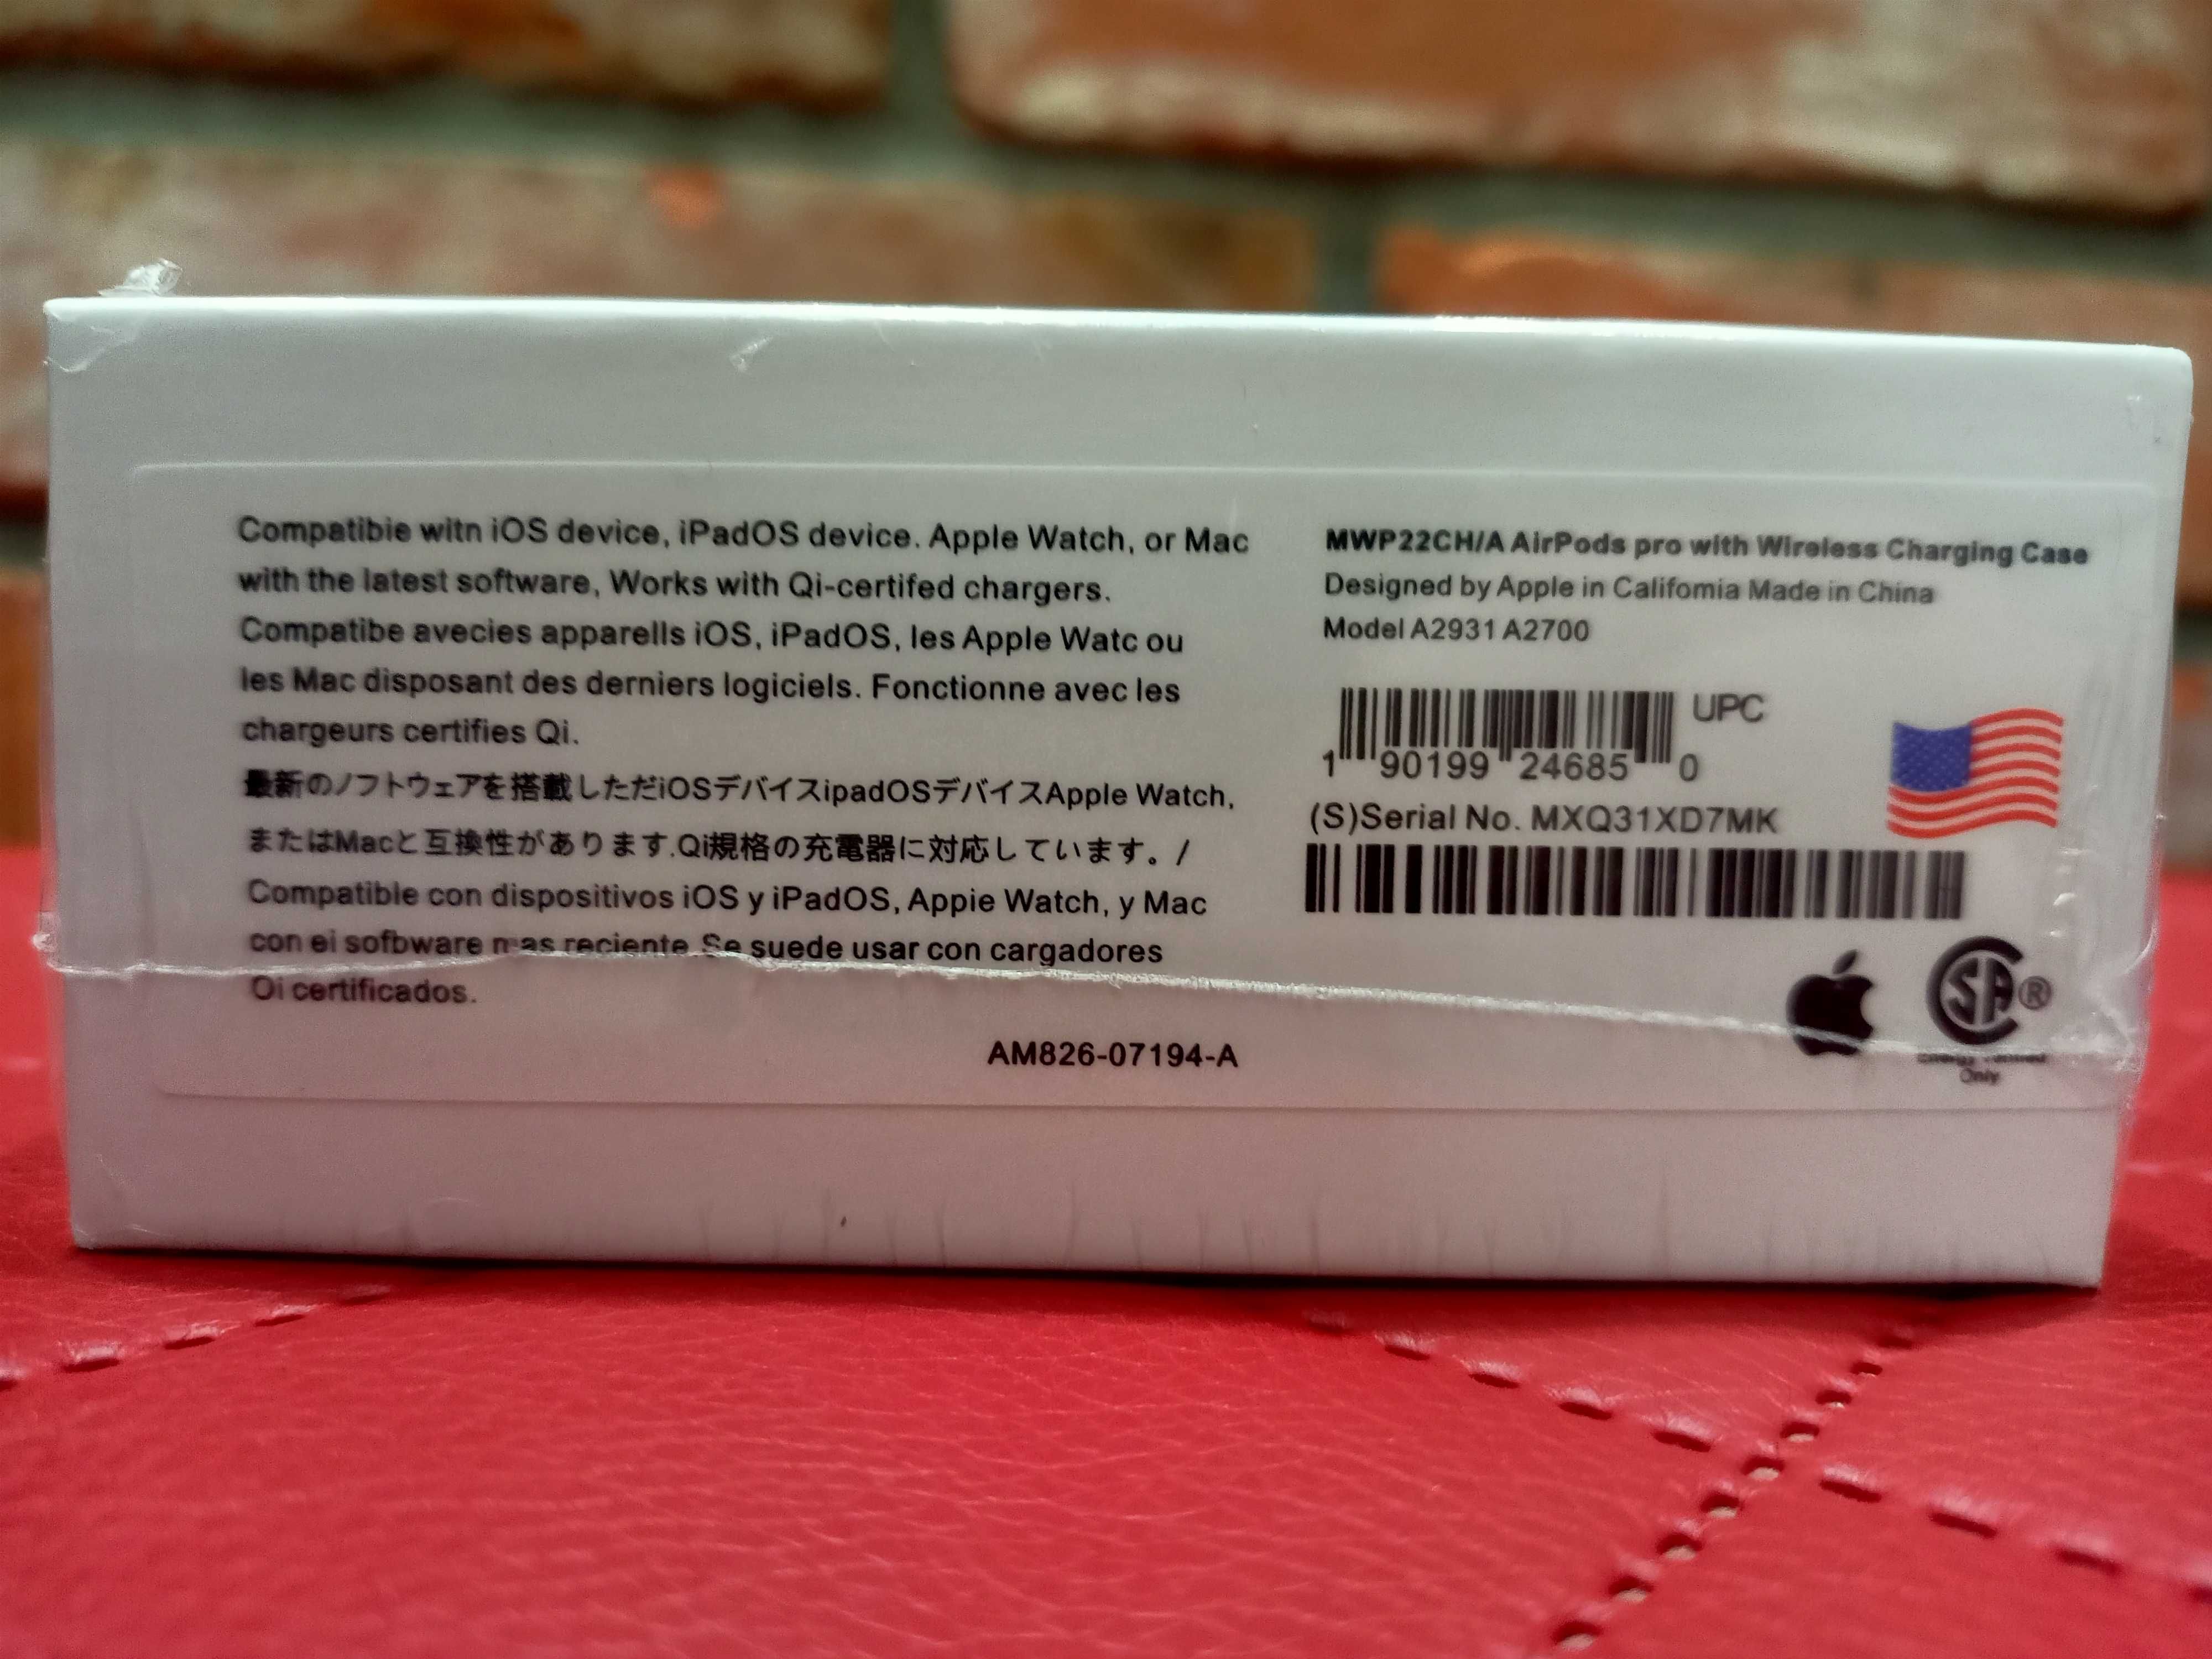 Compatibie witn iOS device, iPadOS device. Apple Watch, or Mac
with the latest software, Works with Qi-certifed chargers.
Compatibe avecies apparells iOS, iPadOS, les Apple Watc ou
les Mac disposant des derniers logiciels. Fonctionne avec les
chargeurs certifies Qi.
最新のノフトウェアを搭載しただiOSデバイスipadOSデバイスApple Watch,
またはMacと互換性があります.Qi規格の充電器に対応しています。/
Compatible con dispositivos iOS y iPadOS, Appie Watch, y Mac
con ei sofbware mas reciente Se suede usar con cargadores
Oi certificados.
AM826-07194-A
MWP22CH/A AirPods pro with Wireless Charging Case
Designed by Apple in Califomia Made in China
Model A2931 A2700
UPC
1 90199 24685 0
(S)Serial No. MXQ31XD7MK
SA®
Only